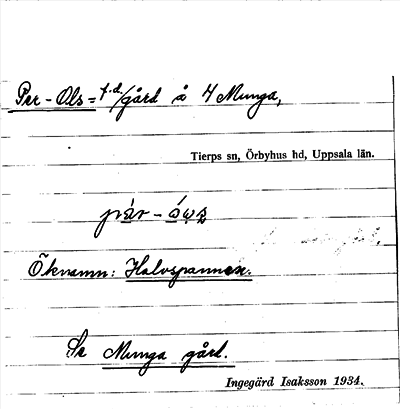 Per-Ols= f.d./gård å 4 Munga,
Tierps sn, Örbyhus hd, Uppsala län.
Öknamn: Halvspannen.
Se Munga gård.
Ingegärd Isaksson 1934.